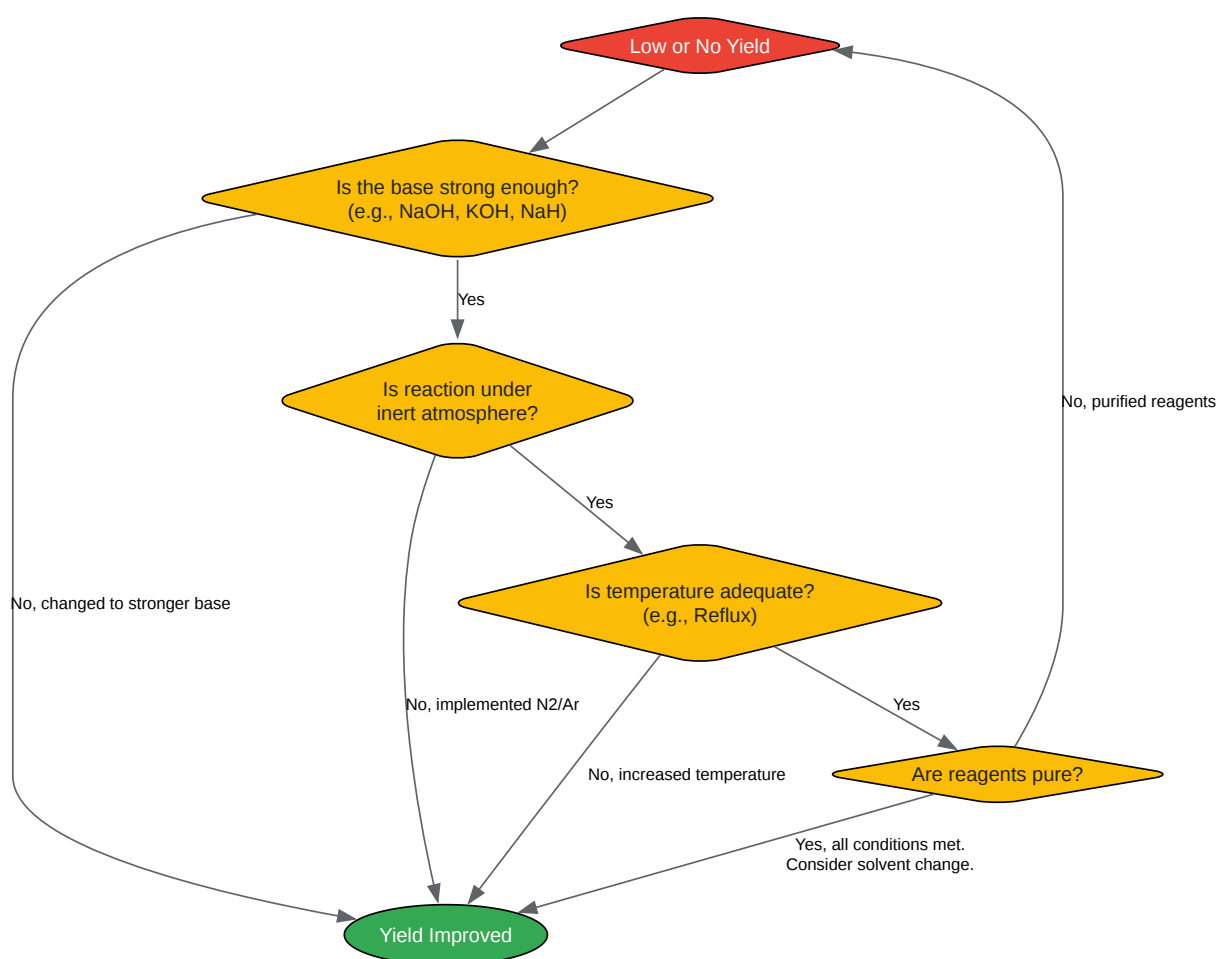 Low or No Yield
Is the base strong enough?
(e.g., NaOH, KOH, NaH)
Yes
Is reaction under
inert atmosphere?
No, purified reagents
Yes
Is temperature adequate?
(e.g., Reflux)
No, changed to stronger base
No, implemented N2/Ar
Yes
No, increased temperature
Are reagents pure?
Yes, all conditions met.
Consider solvent change.
Yield Improved